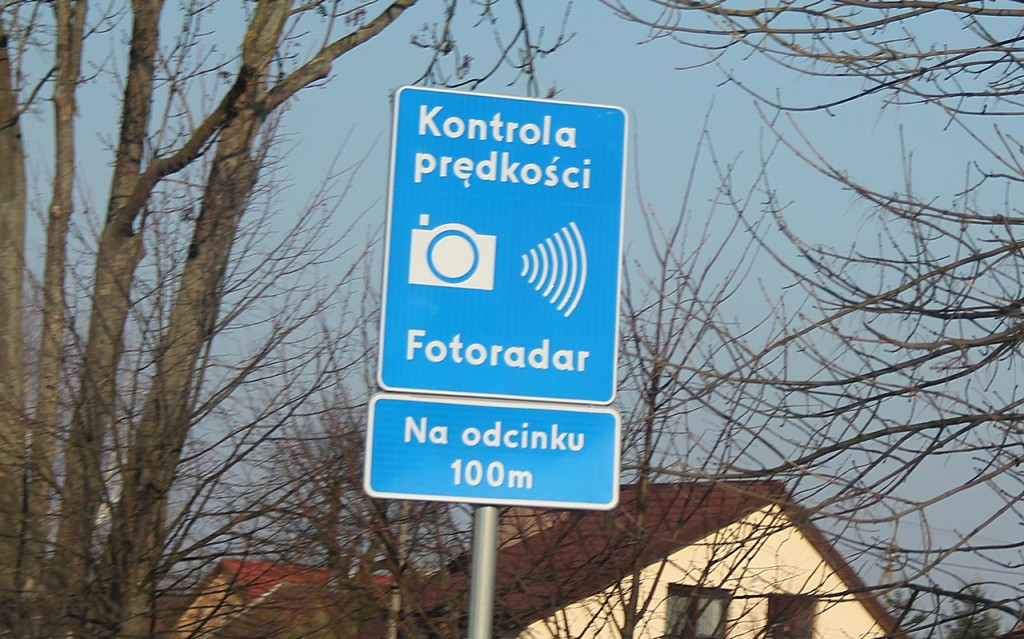 Kontrola
prędkości
Fotoradar
Na odcinku
100m